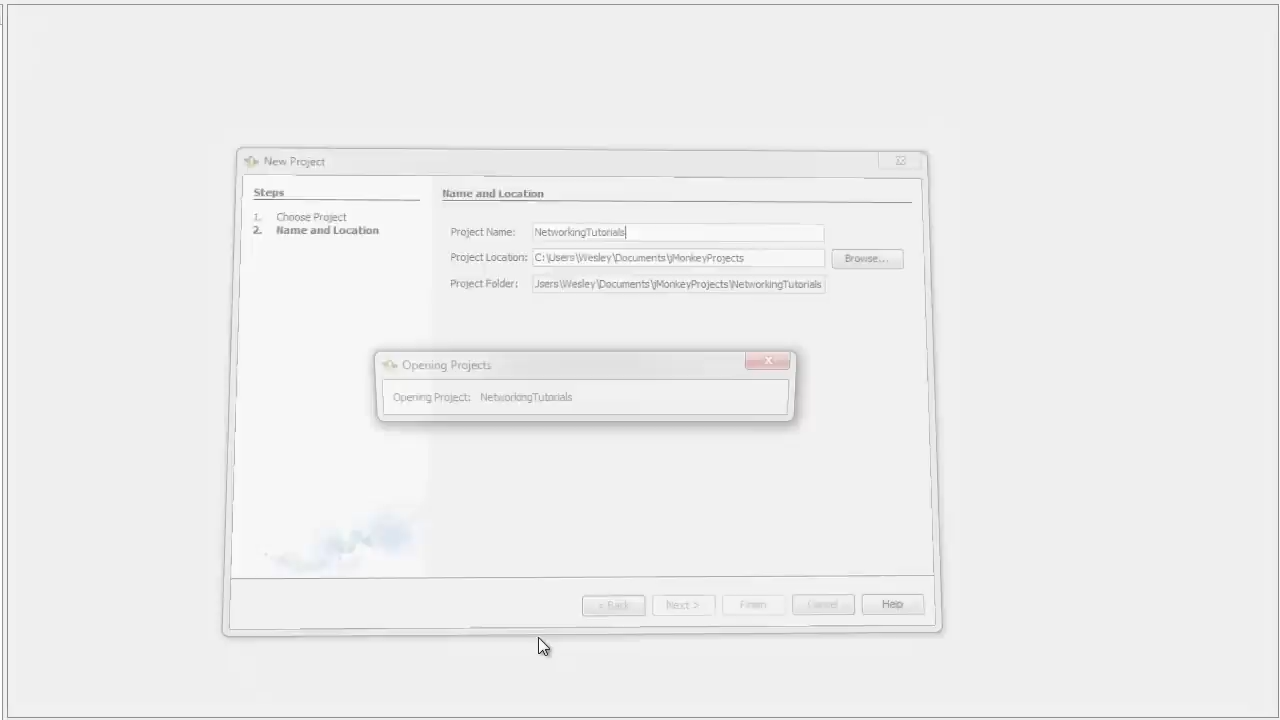 New Project
Steps
1. Choose Project
2. Name and Location
Name and Location
Project Name: NetworkingTutorials
Project Location: C:\Users\Wesley\Documents\jMonkeyProjects Browse...
Project Folder: Jsers\Wesley\Documents\jMonkeyProjects\NetworkingTutorials
Opening Projects
Opening Project: NetworkingTutorials
< Back Next > Finish Cancel Help